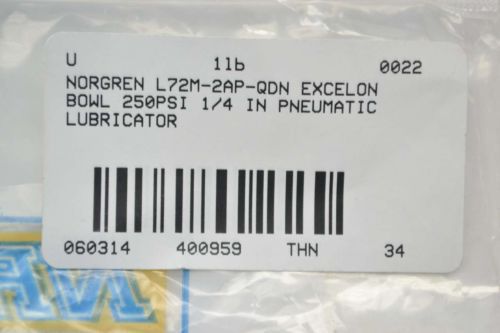 U 1lb 0022
NORGREN L72M-2AP-QDN EXCELON
BOWL 250PSI 1/4 IN PNEUMATIC
LUBRICATOR
060314 400959 THN 34